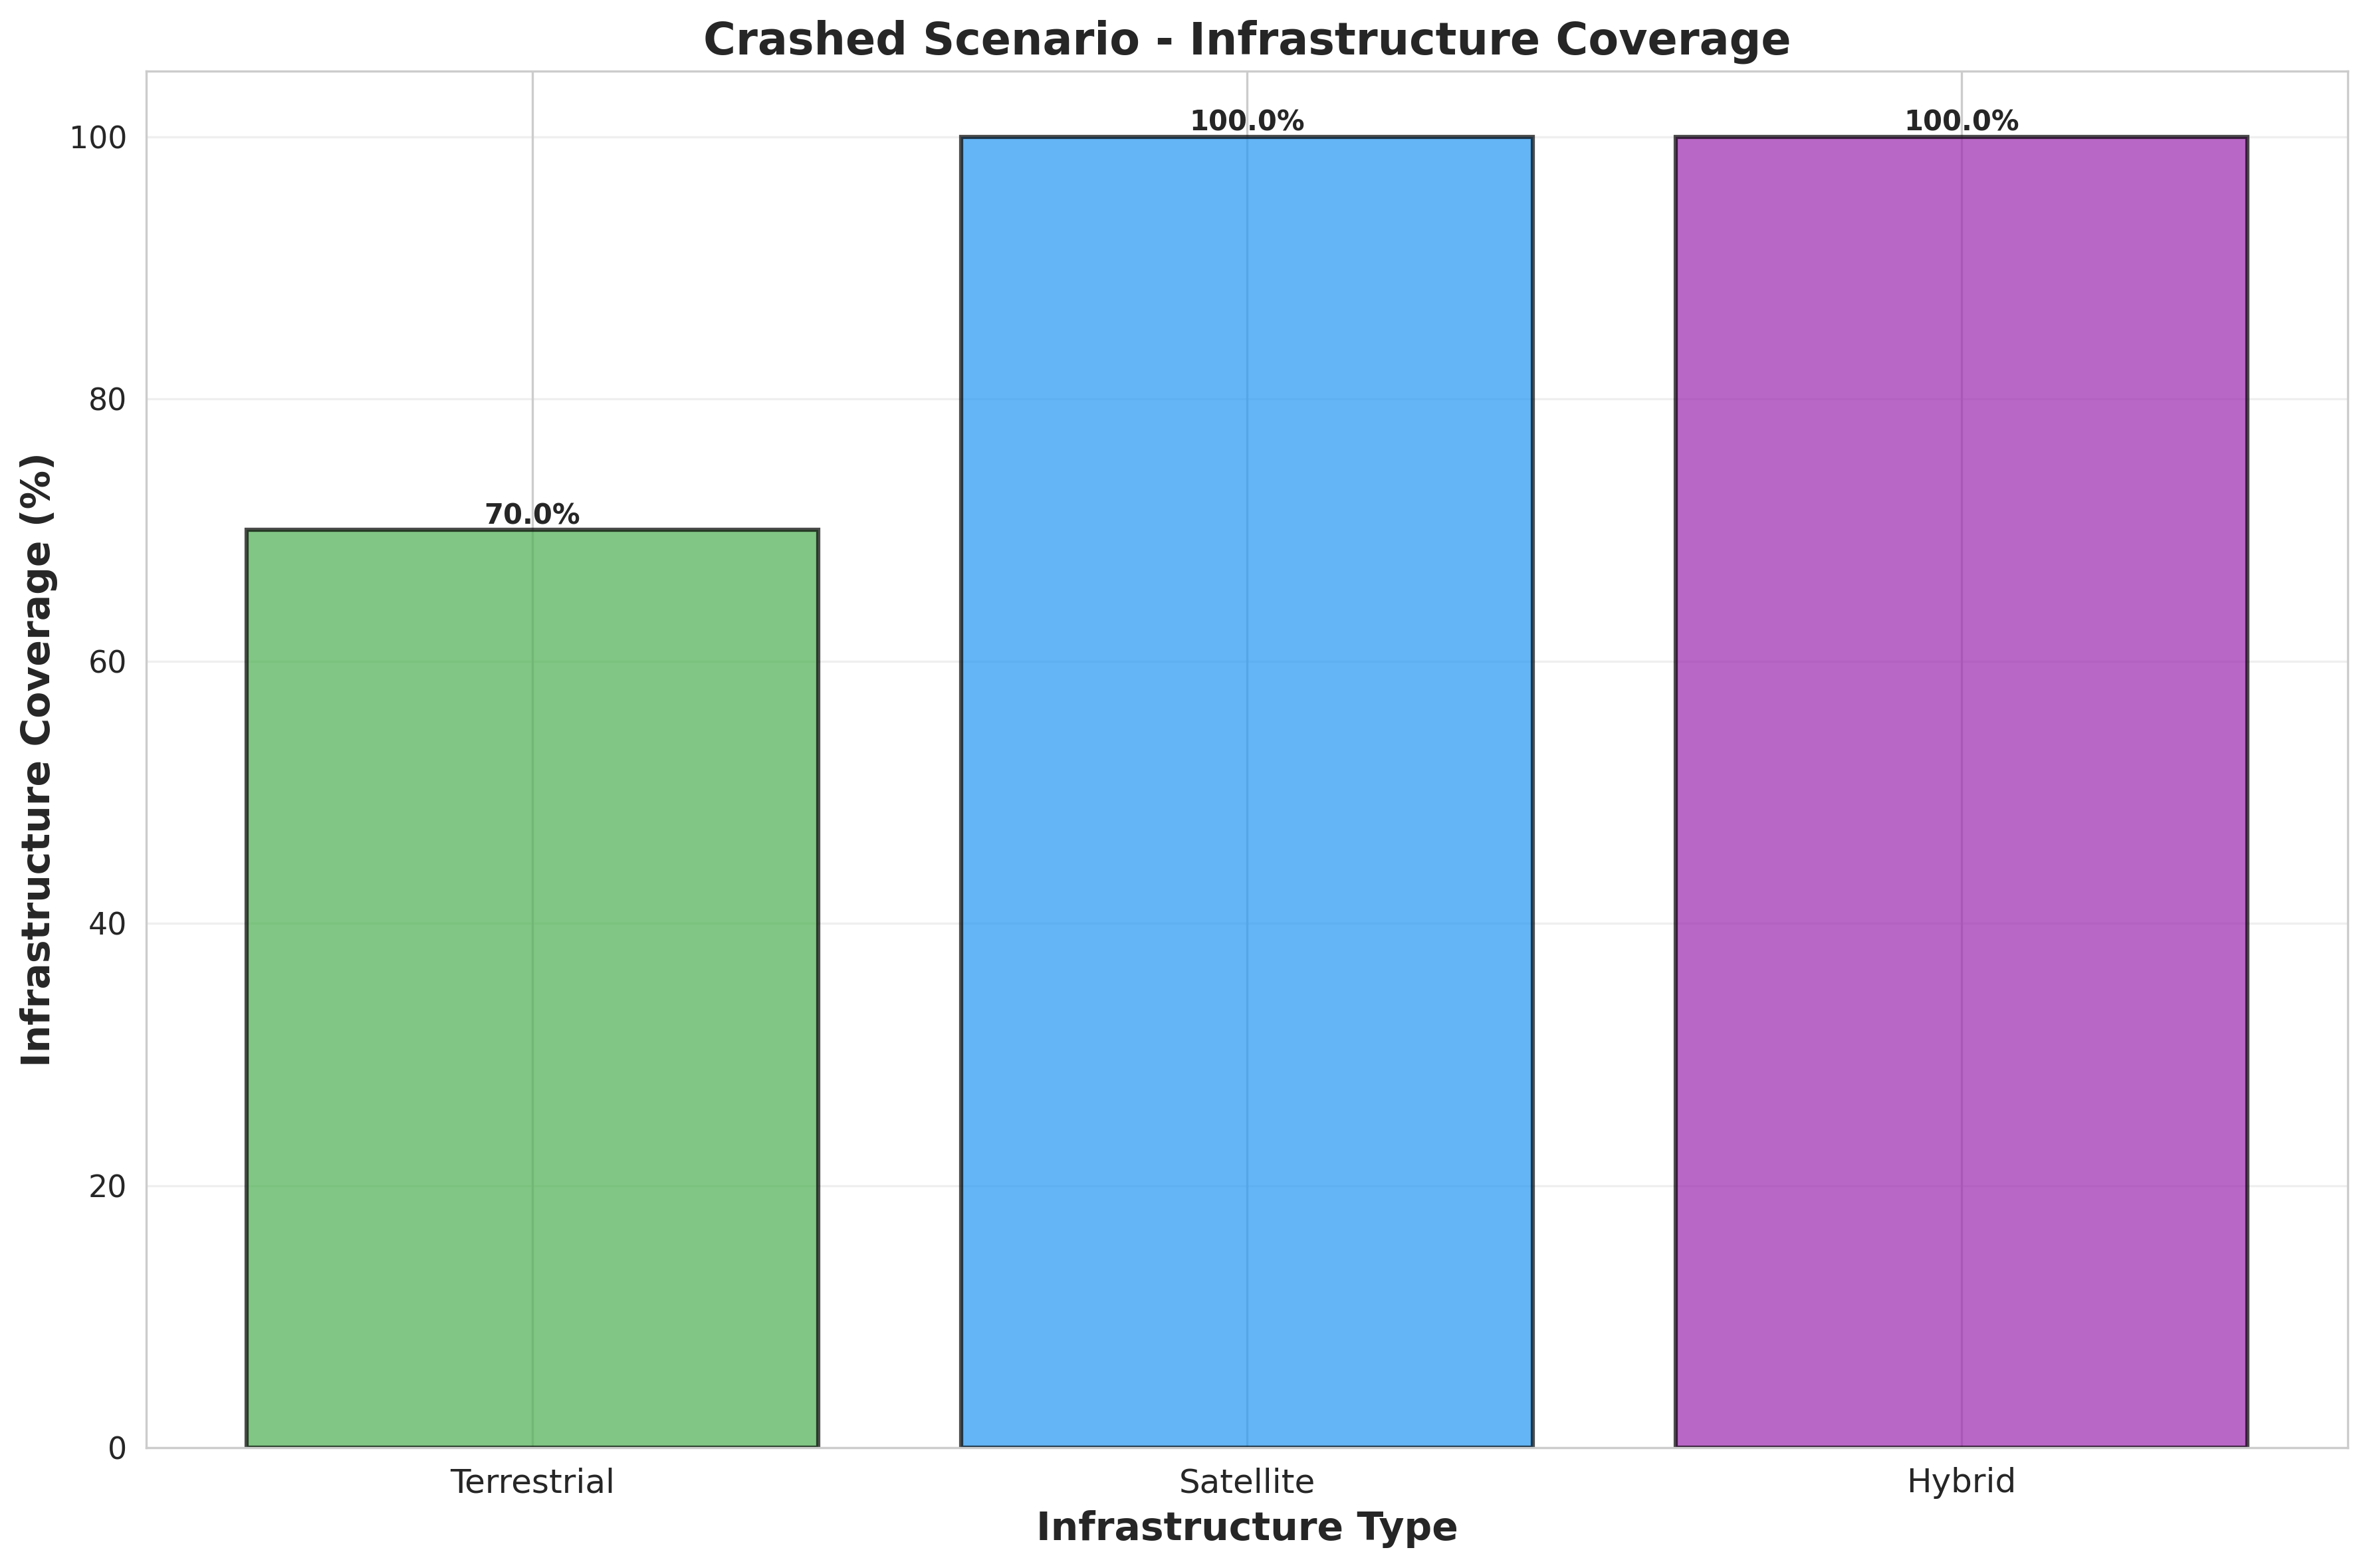 Crashed Scenario - Infrastructure Coverage
Infrastructure Coverage (%)
100
80
60
40
20
0
70.0%
100.0%
100.0%
Terrestrial
Satellite
Hybrid
Infrastructure Type